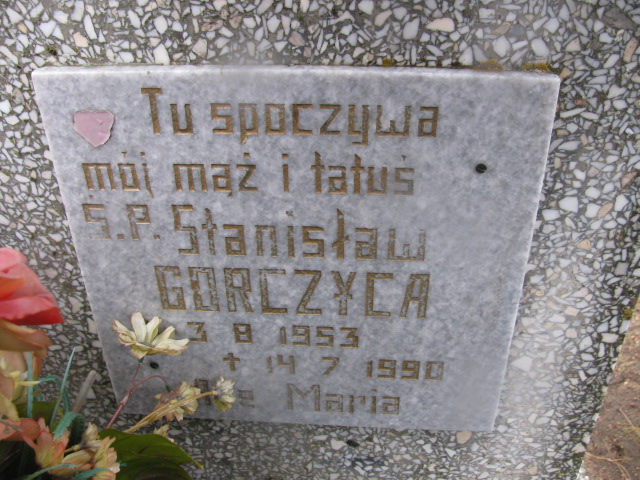 Tu spoczywa
mój mąż i tatuś
S.P. Stanisław
GORCZYCA
3 8 1953
+ 14 7 1990
Maria